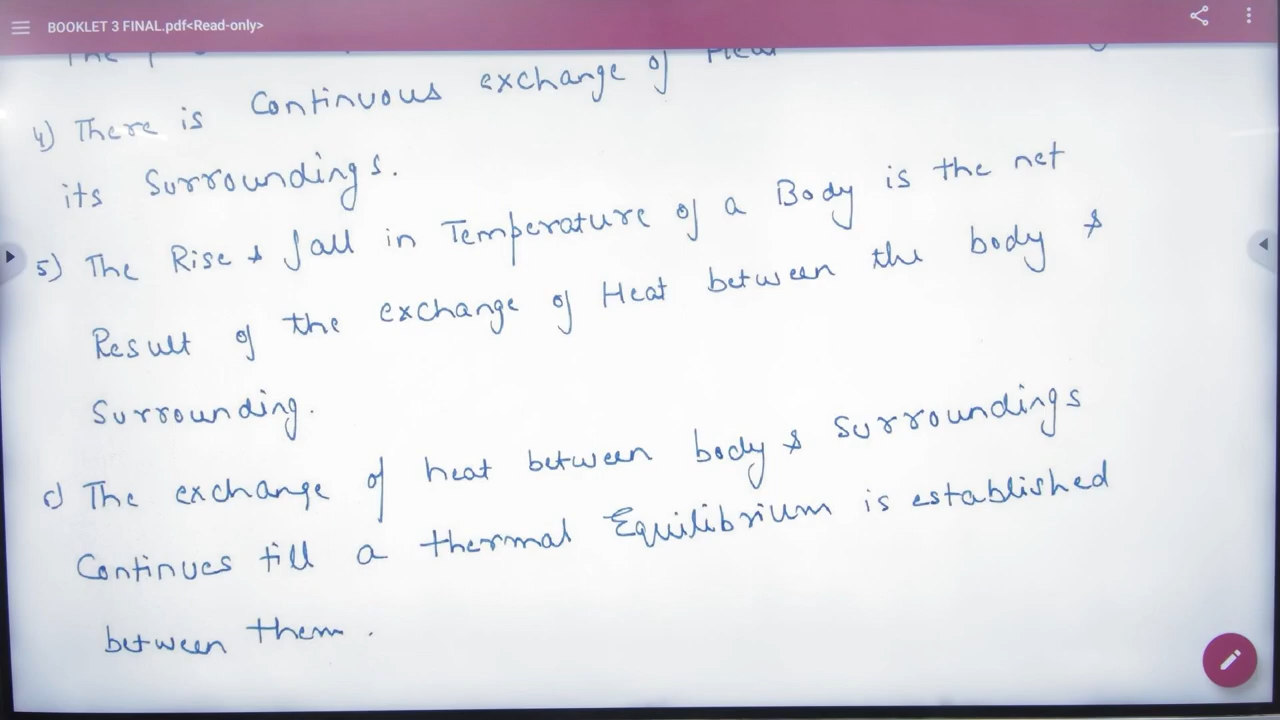 BOOKLET 3 FINAL.pdf<Read-only>
4) There is Continuous exchange of
its Surroundings.
5) The Rise & fall in Temperature of a Body is the net
Result of the exchange of Heat between the body &
Surrounding.
c) The exchange of heat between body & surroundings
Continues till a thermal Equilibrium is established
between them.